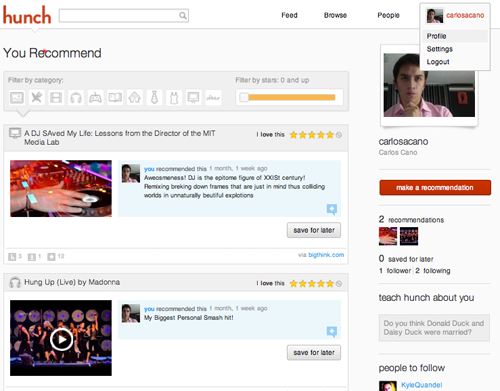 hunch
Feed
Browse
People
carlosacano
Profile
Settings
Logout
You Recommend
Filter by category:
Filter by stars: 0 and up
A DJ SAved My Life: Lessons from the Director of the MIT
Media Lab
I love this
you recommended this 1 month, 1 week ago
Aweosmeness! DJ is the epitome figure of XXISt century!
Remixing breking down frames that are just in mind thus colliding
worlds in unnaturally beutiful explotions
save for later
3 1 12
via bigthink.com
Hung Up (Live) by Madonna
I love this
you recommended this 1 month, 1 week ago
My Biggest Personal Smash hit!
save for later
carlosacano
Carlos Cano
make a recommendation
2 recommendations
0 saved for later
1 follower 2 following
teach hunch about you
Do you think Donald Duck and
Daisy Duck were married?
people to follow
KyleQuandel